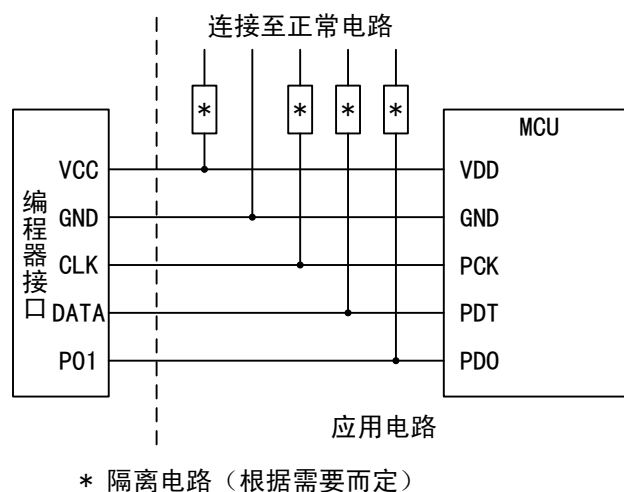 连接至正常电路
* * * *
MCU
编程器接口
VCC VDD
GND GND
CLK PCK
DATA PDT
PO1 PDO
应用电路
* 隔离电路（根据需要而定）